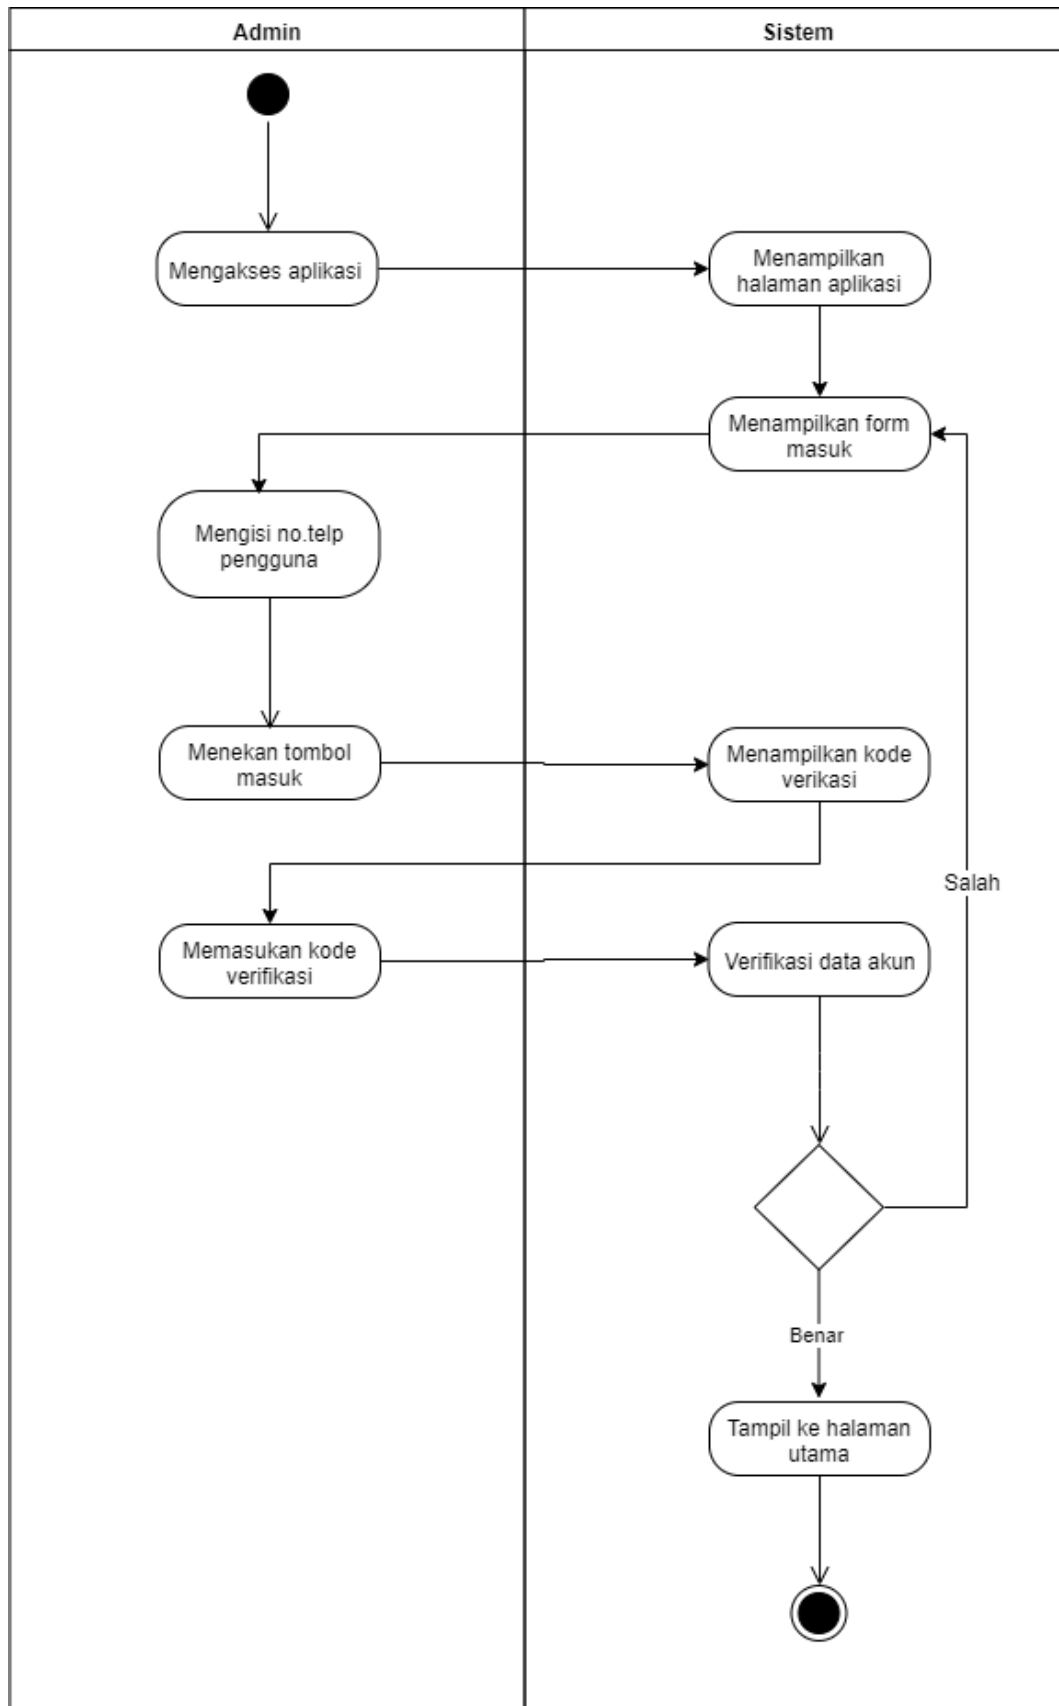 Admin
Sistem
Mengakses aplikasi
Menampilkan
halaman aplikasi
Menampilkan form
masuk
Mengisi no.telp
pengguna
Menekan tombol
masuk
Menampilkan kode
verikasi
Salah
Memasukan kode
verifikasi
Verifikasi data akun
Benar
Tampil ke halaman
utama